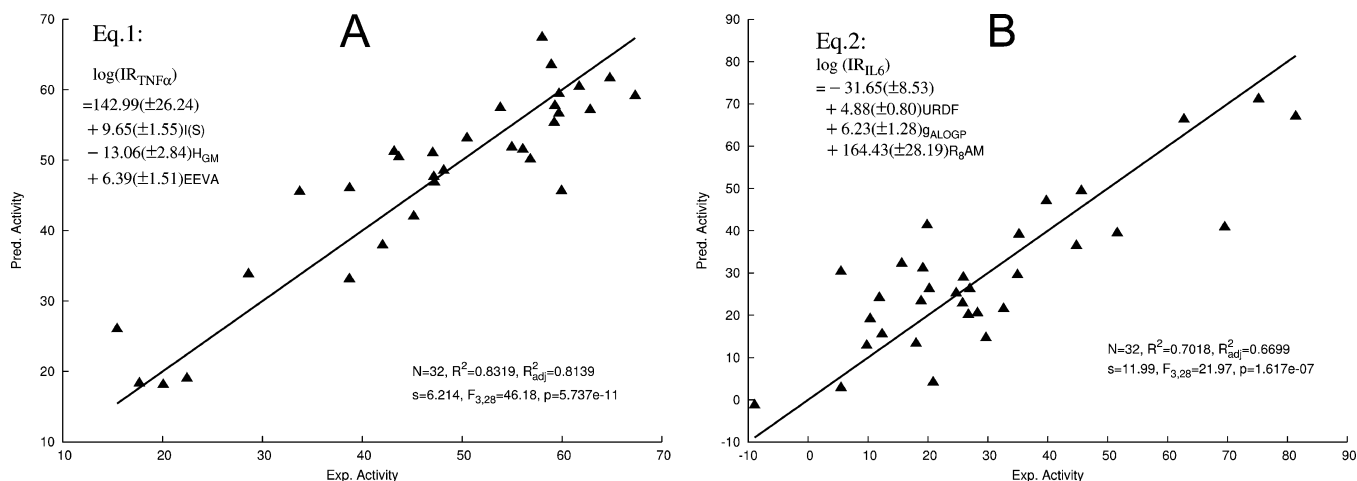 A
Eq.1:
log(IR_TNFα)
=142.99(±26.24)
+ 9.65(±1.55)I(S)
− 13.06(±2.84)H_GM
+ 6.39(±1.51)EEVA
N=32, R²=0.8319, R²_adj=0.8139
s=6.214, F_3,28=46.18, p=5.737e-11
Pred. Activity
70
60
50
40
30
20
10
10 20 30 40 50 60 70
Exp. Activity
B
Eq.2:
log (IR_IL6)
= − 31.65(±8.53)
+ 4.88(±0.80)URDF
+ 6.23(±1.28)g_ALOGP
+ 164.43(±28.19)R_8AM
N=32, R²=0.7018, R²_adj=0.6699
s=11.99, F_3,28=21.97, p=1.617e-07
Pred. Activity
90
80
70
60
50
40
30
20
10
0
-10
-10 0 10 20 30 40 50 60 70 80 90
Exp. Activity